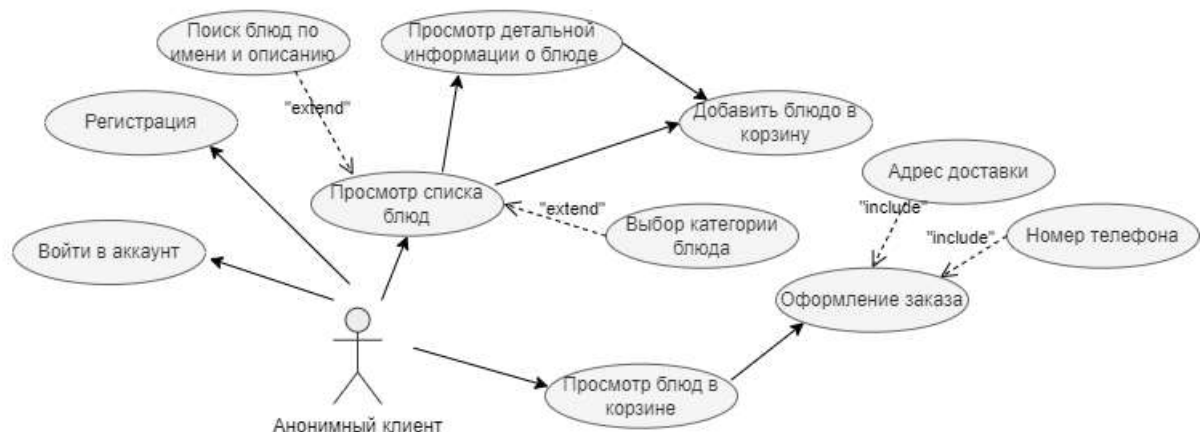 Поиск блюд по
имени и описанию
Просмотр детальной
информации о блюде
"extend"
Регистрация
Добавить блюдо в
корзину
Адрес доставки
Просмотр списка
блюд
"extend"
"include"
Выбор категории
блюда
"include"
Номер телефона
Войти в аккаунт
Оформление заказа
Просмотр блюд в
корзине
Анонимный клиент